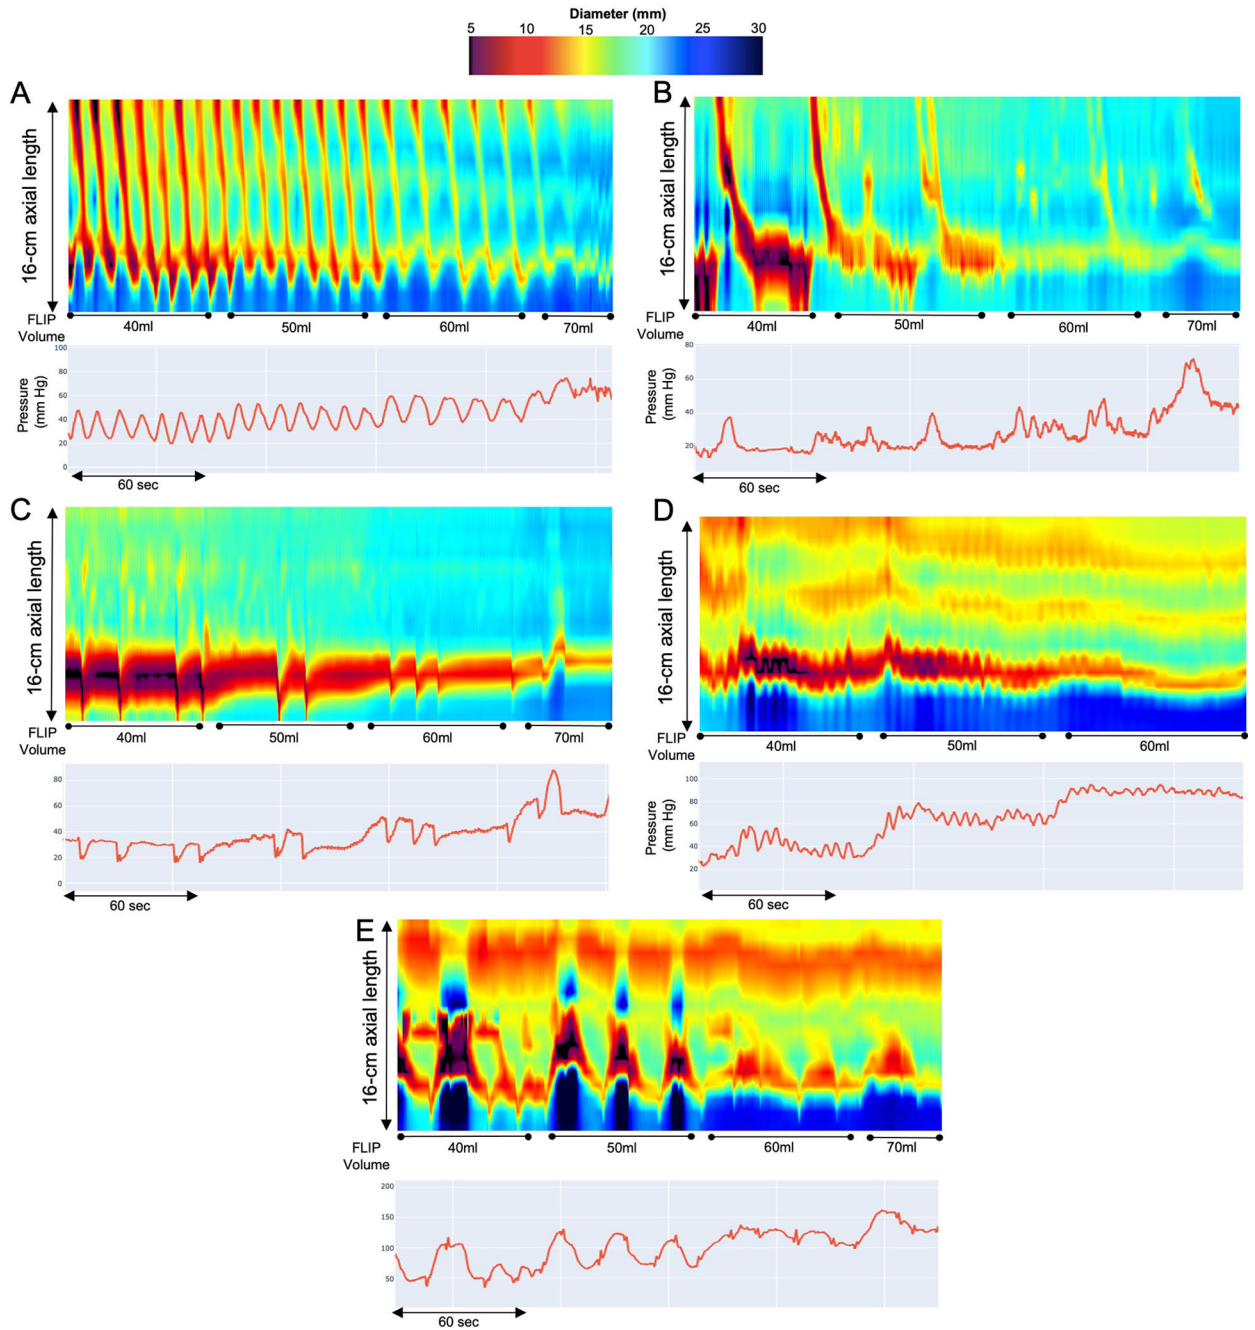 Diameter (mm)
5 10 15 20 25 30
A
16-cm axial length
FLIP
Volume
40ml 50ml 60ml 70ml
Pressure
(mm Hg)
100
80
60
40
20
0
60 sec
B
16-cm axial length
FLIP
Volume
40ml 50ml 60ml 70ml
Pressure
(mm Hg)
80
60
40
20
60 sec
C
16-cm axial length
FLIP
Volume
40ml 50ml 60ml 70ml
80
60
40
20
0
60 sec
D
16-cm axial length
FLIP
Volume
40ml 50ml 60ml
Pressure
(mm Hg)
100
80
60
40
20
60 sec
E
16-cm axial length
FLIP
Volume
40ml 50ml 60ml 70ml
200
150
100
50
60 sec